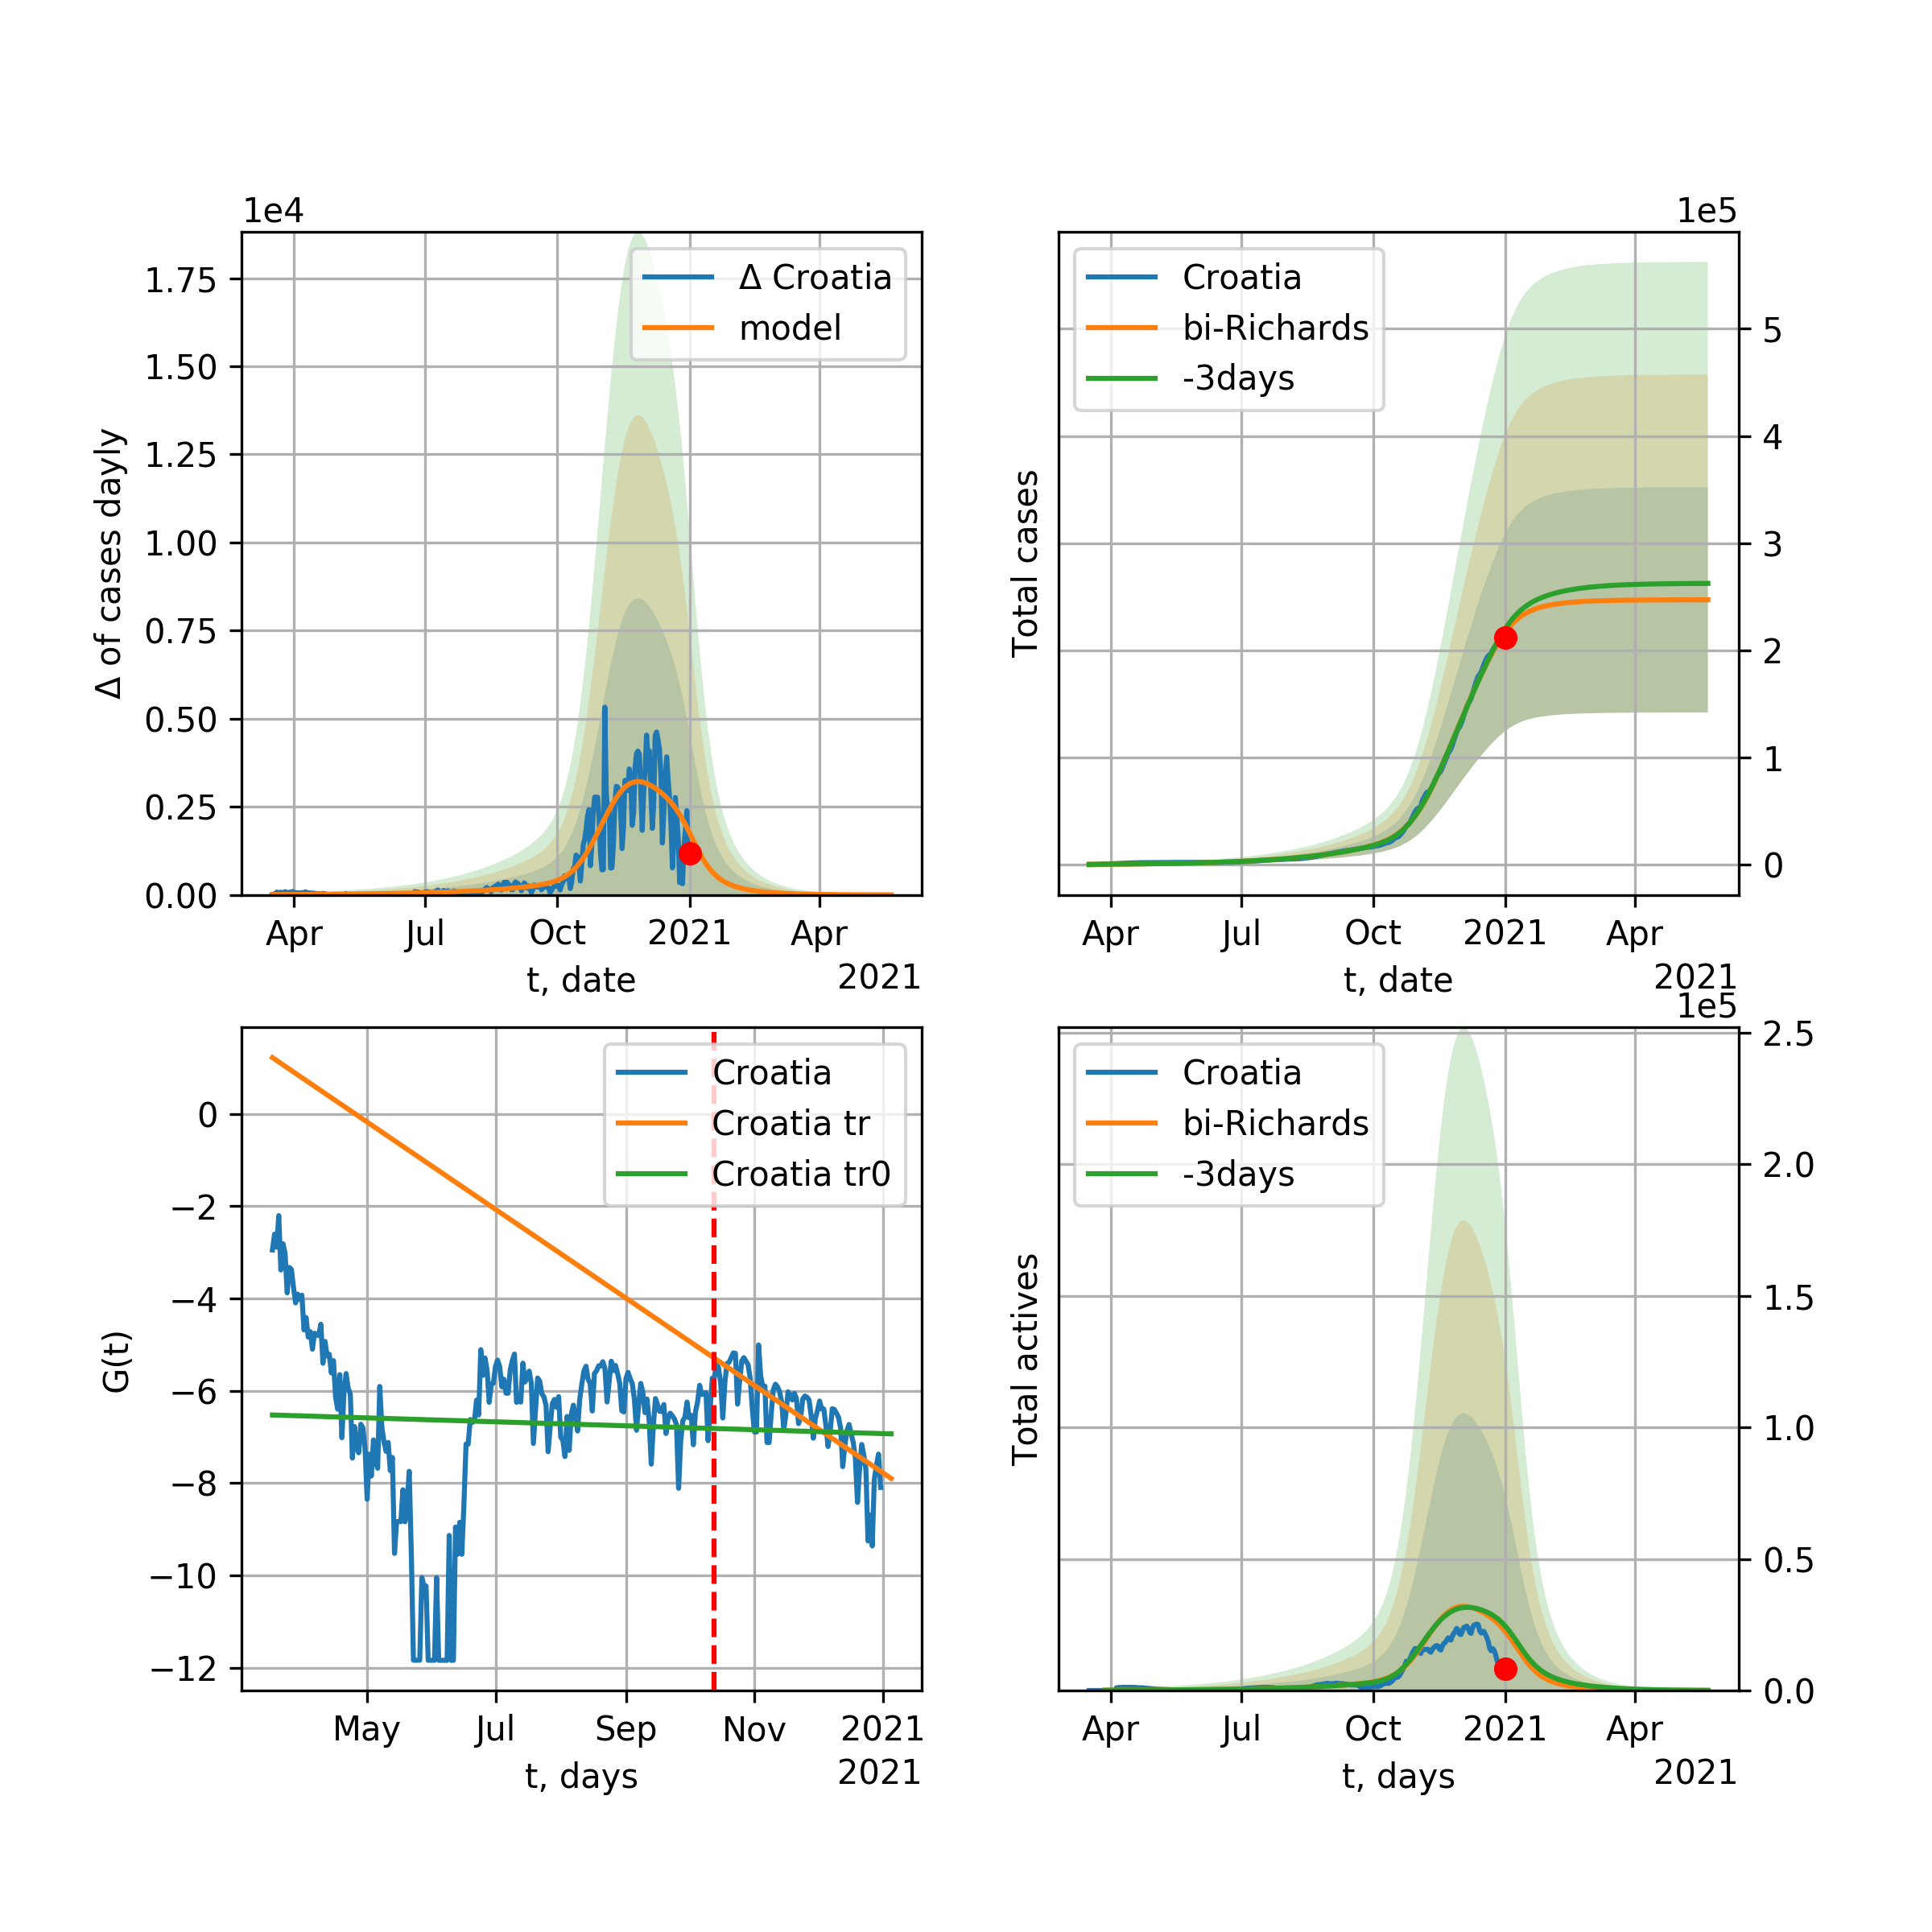 1e4
Δ of cases dayly
1.75
1.50
1.25
1.00
0.75
0.50
0.25
0.00
Δ Croatia
model
Apr Jul Oct 2021 Apr
t, date
2021
1e5
Total cases
Croatia
bi-Richards
-3days
5
4
3
2
1
0
Apr Jul Oct 2021 Apr
t, date
2021
G(t)
0
−2
−4
−6
−8
−10
−12
Croatia
Croatia tr
Croatia tr0
May Jul Sep Nov 2021
t, days
2021
1e5
Total actives
Croatia
bi-Richards
-3days
2.5
2.0
1.5
1.0
0.5
0.0
Apr Jul Oct 2021 Apr
t, days
2021